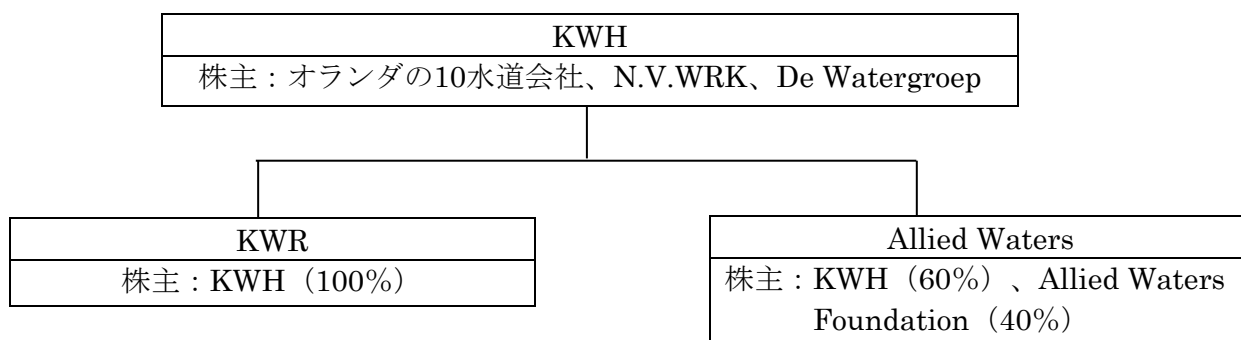 KWH
株主：オランダの10水道会社、N.V.WRK、De Watergroep
KWR
株主：KWH（100%）
Allied Waters
株主：KWH（60%）、Allied Waters
Foundation（40%）